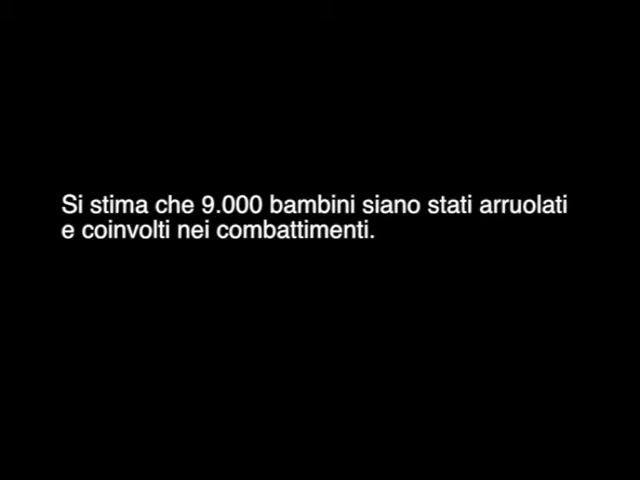 Si stima che 9.000 bambini siano stati arruolati
e coinvolti nei combattimenti.